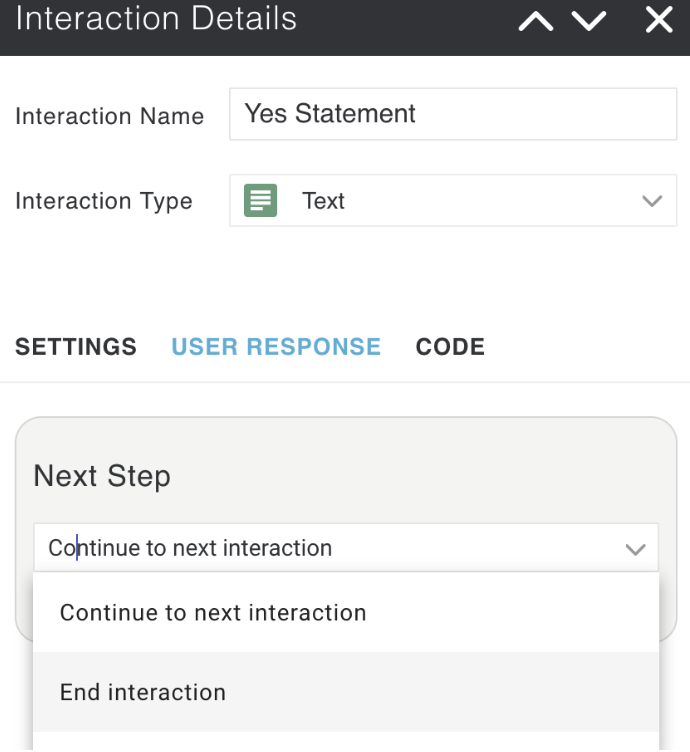 Interaction Details
Interaction Name Yes Statement
Interaction Type Text
SETTINGS USER RESPONSE CODE
Next Step
Continue to next interaction
Continue to next interaction
End interaction